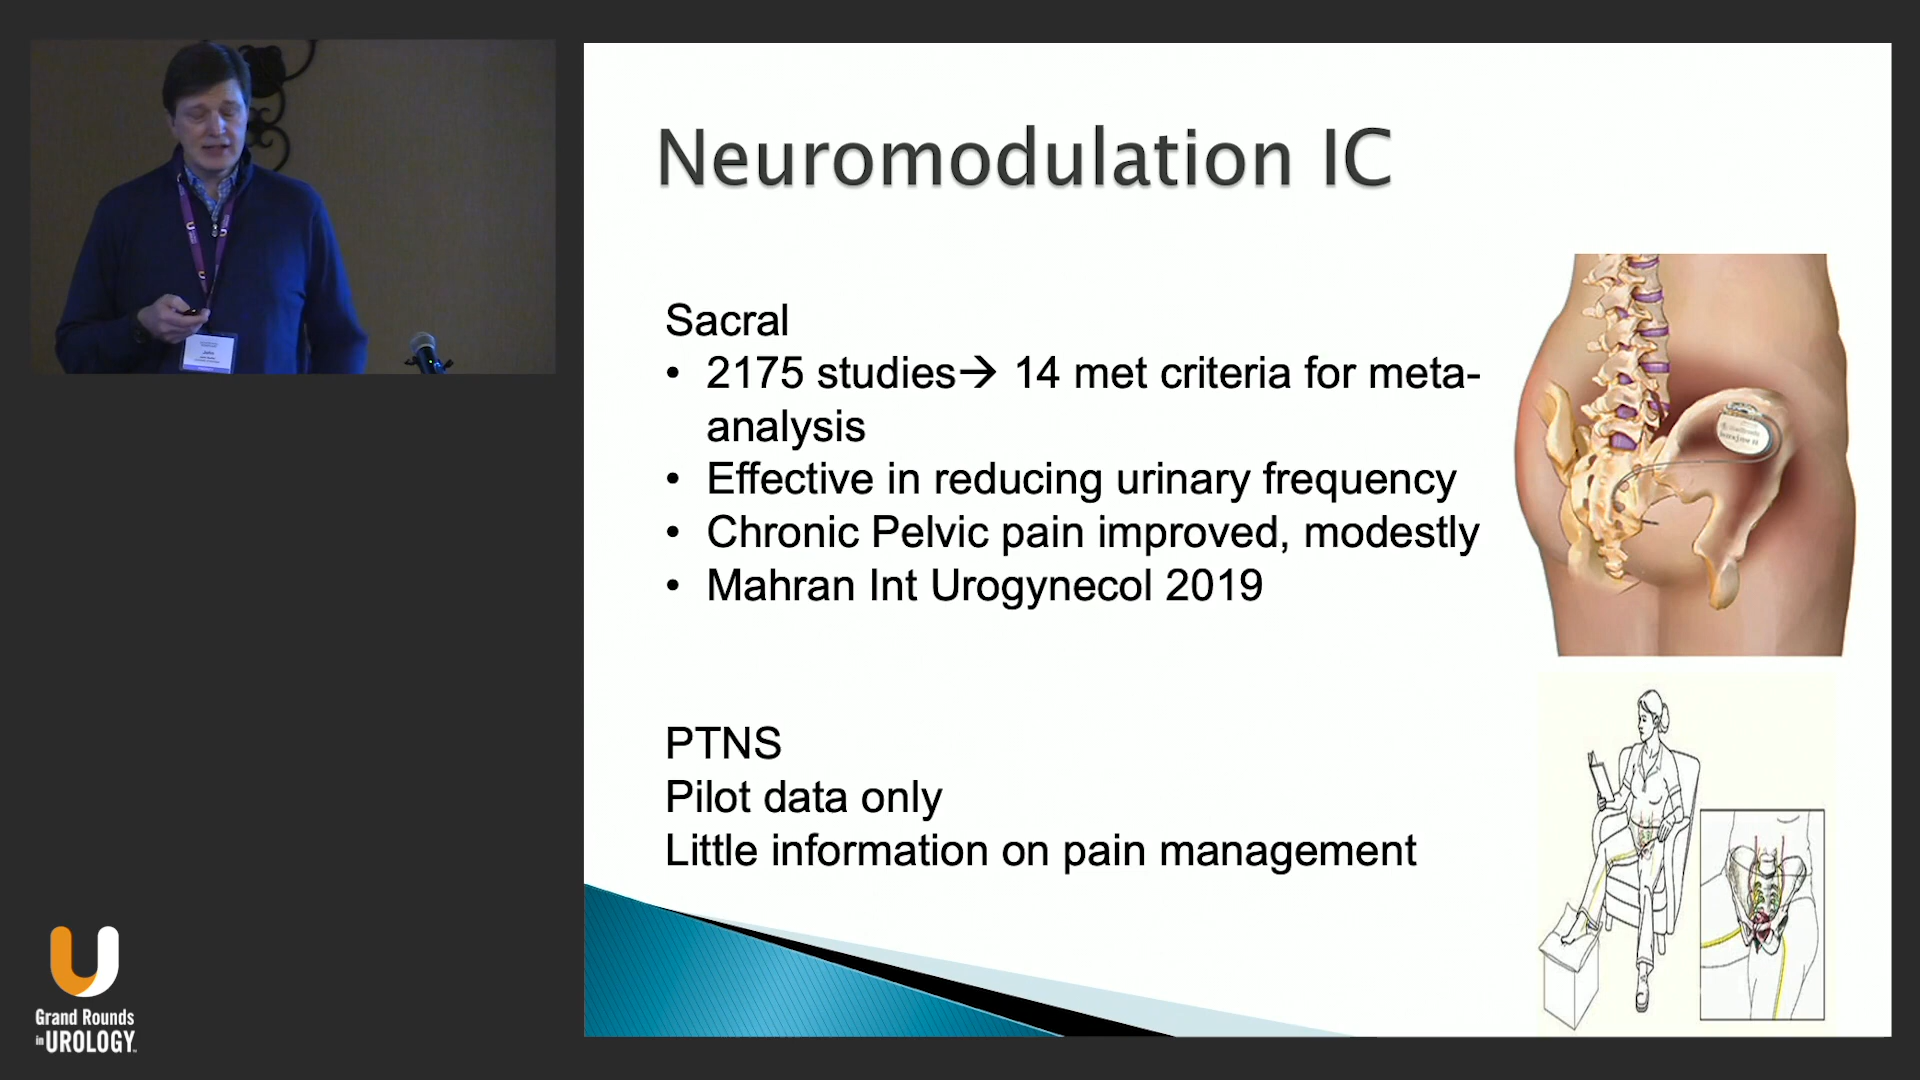 Neuromodulation IC
Sacral
• 2175 studies→ 14 met criteria for meta-
analysis
• Effective in reducing urinary frequency
• Chronic Pelvic pain improved, modestly
• Mahran Int Urogynecol 2019
PTNS
Pilot data only
Little information on pain management
John
U
Grand Rounds
in UROLOGY